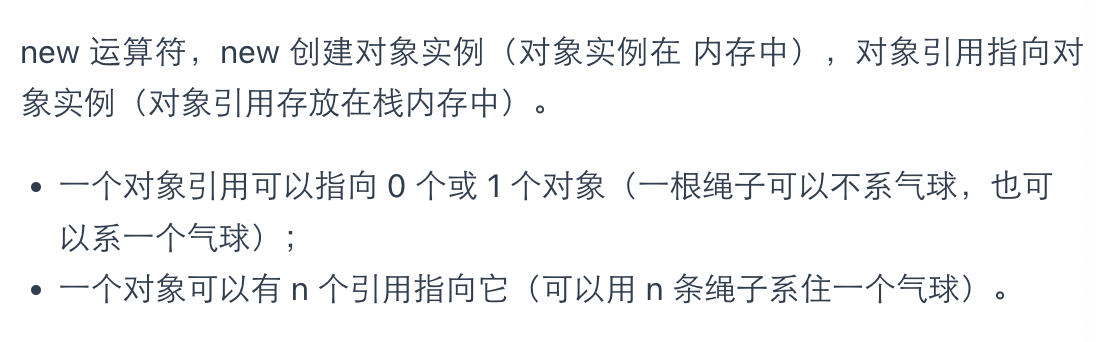 new 运算符，new 创建对象实例（对象实例在 内存中），对象引用指向对
象实例（对象引用存放在栈内存中）。
• 一个对象引用可以指向 0 个或 1 个对象（一根绳子可以不系气球，也可
以系一个气球）；
• 一个对象可以有 n 个引用指向它（可以用 n 条绳子系住一个气球）。